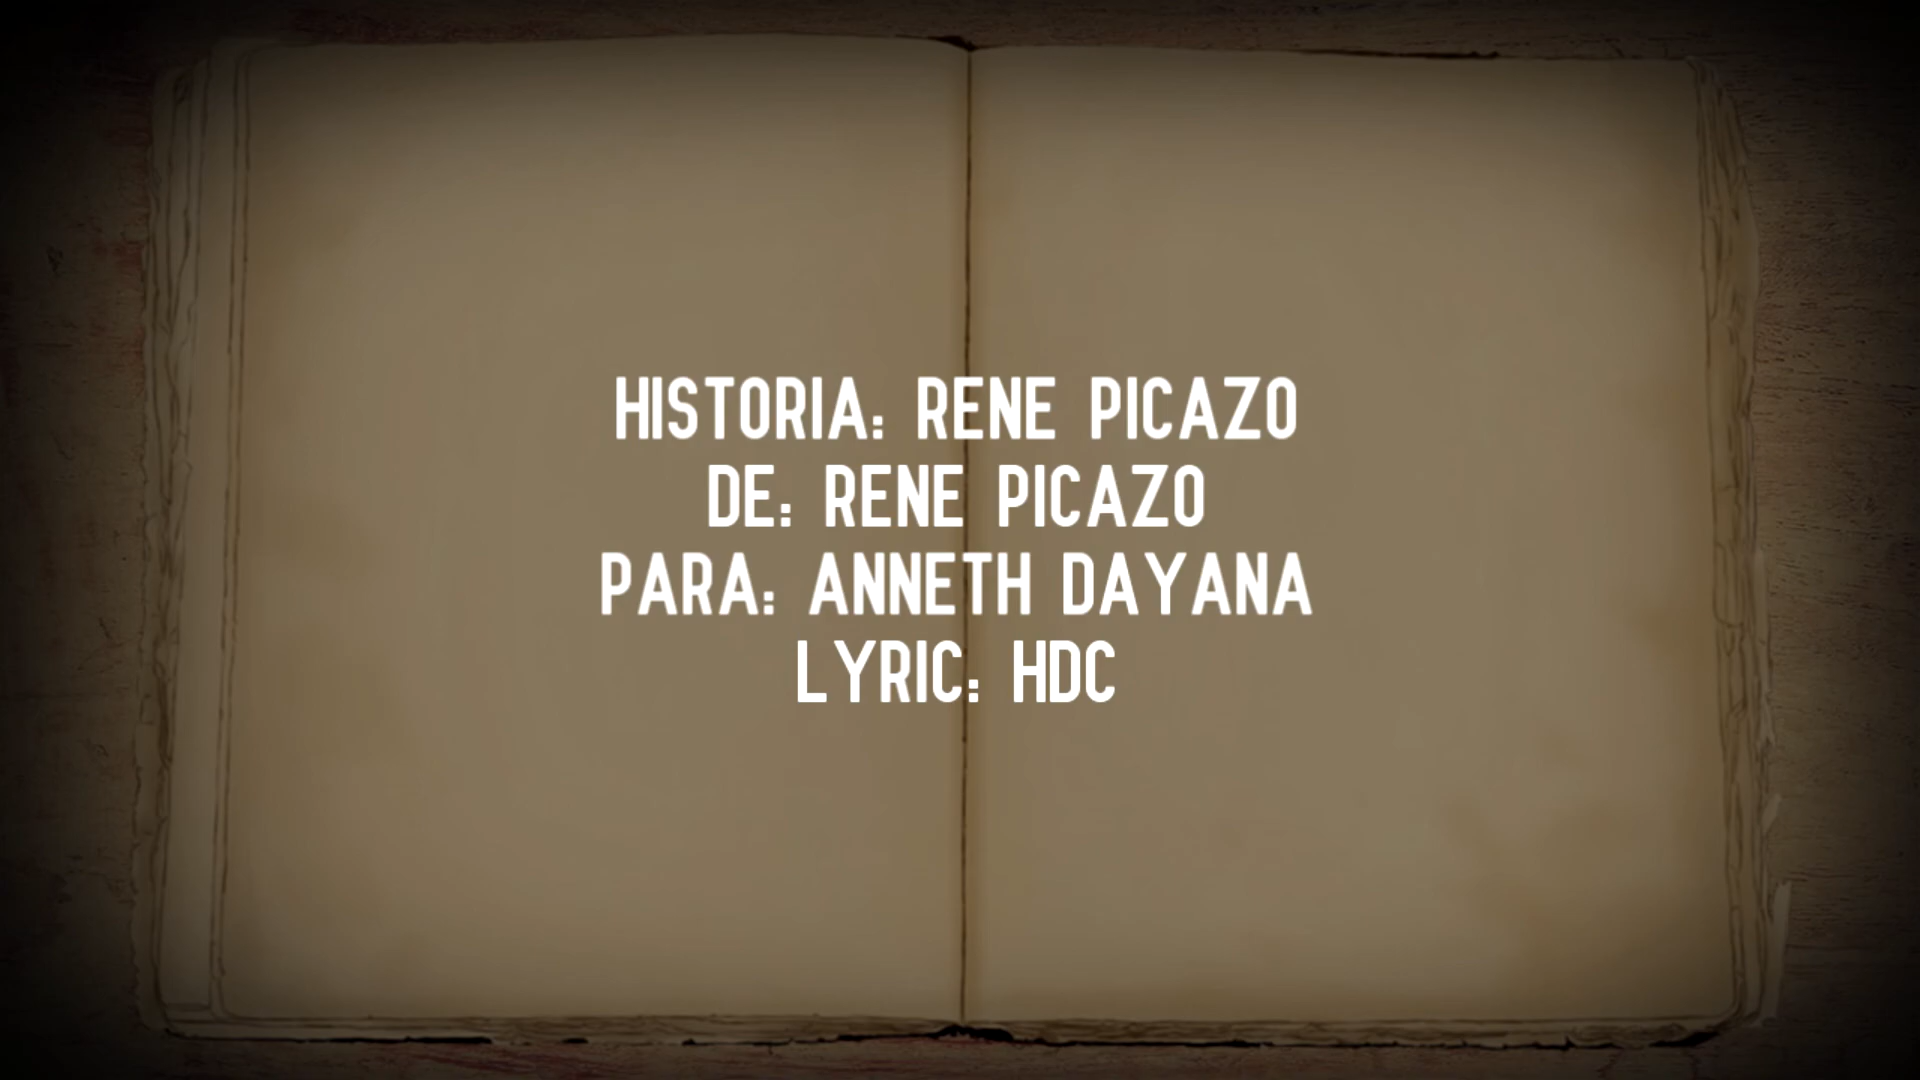 HISTORIA: RENE PICAZO
DE: RENE PICAZO
PARA: ANNETH DAYANA
LYRIC: HDC